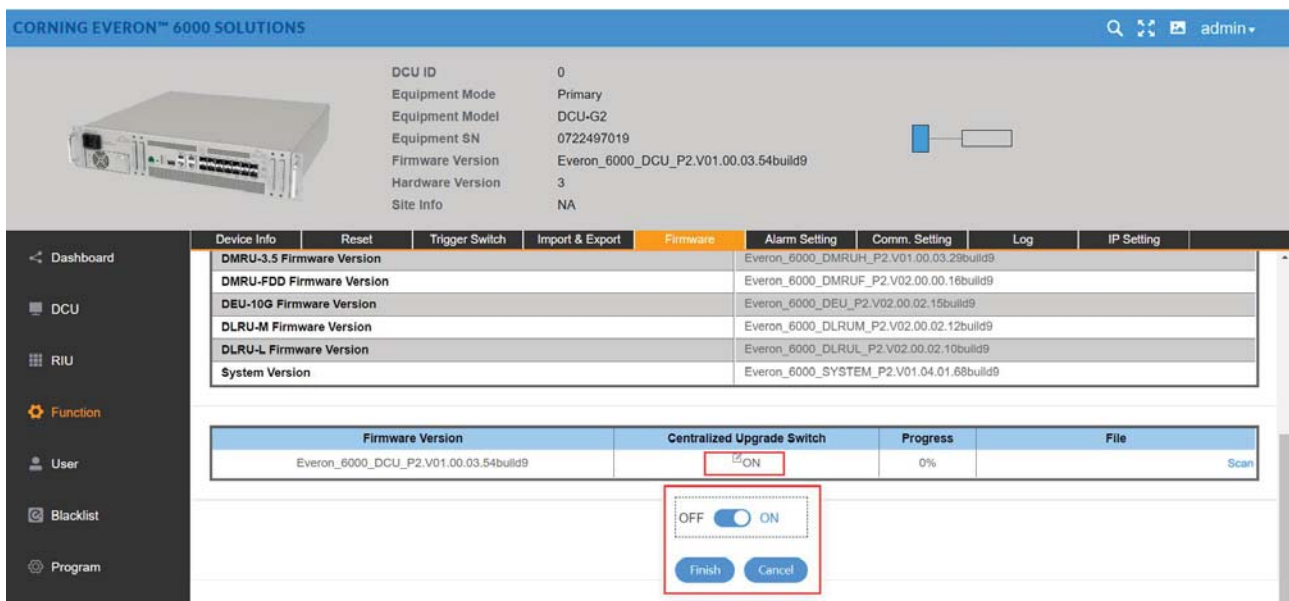 CORNING EVERON™ 6000 SOLUTIONS
admin
DCU ID 0
Equipment Mode Primary
Equipment Model DCU-G2
Equipment SN 0722497019
Firmware Version Everon_6000_DCU_P2.V01.00.03.54build9
Hardware Version 3
Site Info NA
Device Info Reset Trigger Switch Import & Export Firmware Alarm Setting Comm. Setting Log IP Setting
Dashboard
DCU
RIU
Function
User
Blacklist
Program
DMRU-3.5 Firmware Version Everon_6000_DMRUH_P2.V01.00.03.29build9
DMRU-FDD Firmware Version Everon_6000_DMRUF_P2.V02.00.00.16build9
DEU-10G Firmware Version Everon_6000_DEU_P2.V02.00.02.15build9
DLRU-M Firmware Version Everon_6000_DLRUM_P2.V02.00.02.12build9
DLRU-L Firmware Version Everon_6000_DLRUL_P2.V02.00.02.10build9
System Version Everon_6000_SYSTEM_P2.V01.04.01.68build9
Firmware Version Centralized Upgrade Switch Progress File
Everon_6000_DCU_P2.V01.00.03.54build9 ON 0% Scan
OFF ON
Finish Cancel